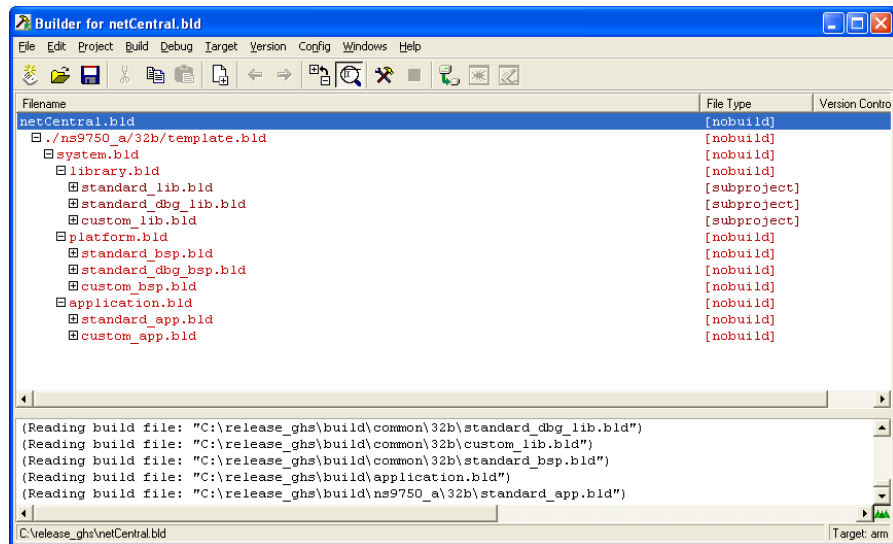 Builder for netCentral.bld
File Edit Project Build Debug Target Version Config Windows Help
Filename File Type Version Contro
netCentral.bld [nobuild]
./ns9750_a/32b/template.bld [nobuild]
system.bld [nobuild]
library.bld [nobuild]
standard_lib.bld [subproject]
standard_dbg_lib.bld [subproject]
custom_lib.bld [subproject]
platform.bld [nobuild]
standard_bsp.bld [nobuild]
standard_dbg_bsp.bld [nobuild]
custom_bsp.bld [nobuild]
application.bld [nobuild]
standard_app.bld [nobuild]
custom_app.bld [nobuild]
(Reading build file: "C:\release_ghs\build\common\32b\standard_dbg_lib.bld")
(Reading build file: "C:\release_ghs\build\common\32b\custom_lib.bld")
(Reading build file: "C:\release_ghs\build\common\32b\standard_bsp.bld")
(Reading build file: "C:\release_ghs\build\application.bld")
(Reading build file: "C:\release_ghs\build\ns9750_a\32b\standard_app.bld")
C:\release_ghs\netCentral.bld Target: arm